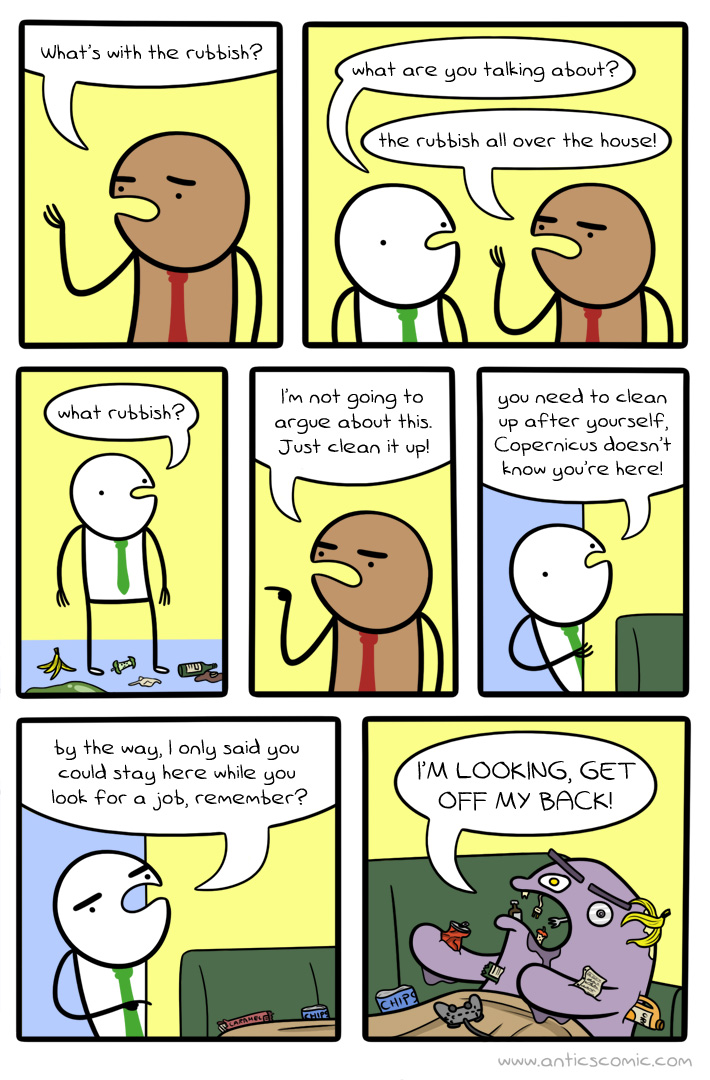 What's with the rubbish?
what are you talking about?
the rubbish all over the house!
what rubbish?
I'm not going to
argue about this.
Just clean it up!
you need to clean
up after yourself,
Copernicus doesn't
know you're here!
by the way, I only said you
could stay here while you
look for a job, remember?
CARAMEL
CHIPS
I'M LOOKING, GET
OFF MY BACK!
CHIPS
www.anticscomic.com